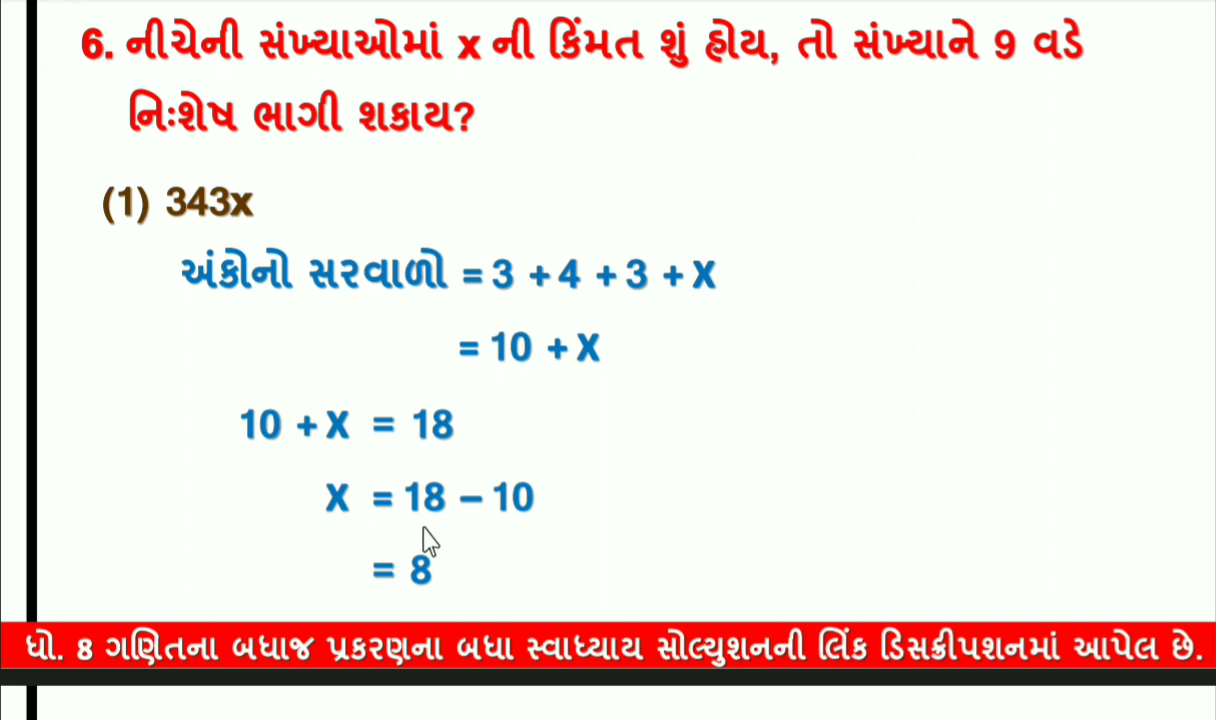 6. નીચેની સંખ્યાઓમાં x ની કિંમત શું હોય, તો સંખ્યાને 9 વડે
નિઃશેષ ભાગી શકાય?
(1) 343x
અંકોનો સરવાળો = 3 + 4 + 3 + X
= 10 + X
10 + X = 18
X = 18 – 10
= 8
ધો. 8 ગણિતના બધાજ પ્રકરણના બધા સ્વાધ્યાય સોલ્યુશનની લિંક ડિસક્રીપશનમાં આપેલ છે.